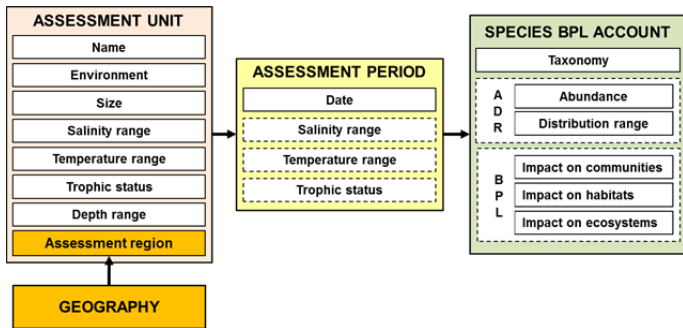 ASSESSMENT UNIT
Name
Environment
Size
Salinity range
Temperature range
Trophic status
Depth range
Assessment region
GEOGRAPHY
ASSESSMENT PERIOD
Date
Salinity range
Temperature range
Trophic status
SPECIES BPL ACCOUNT
Taxonomy
A
D
R
Abundance
Distribution range
B
P
L
Impact on communities
Impact on habitats
Impact on ecosystems